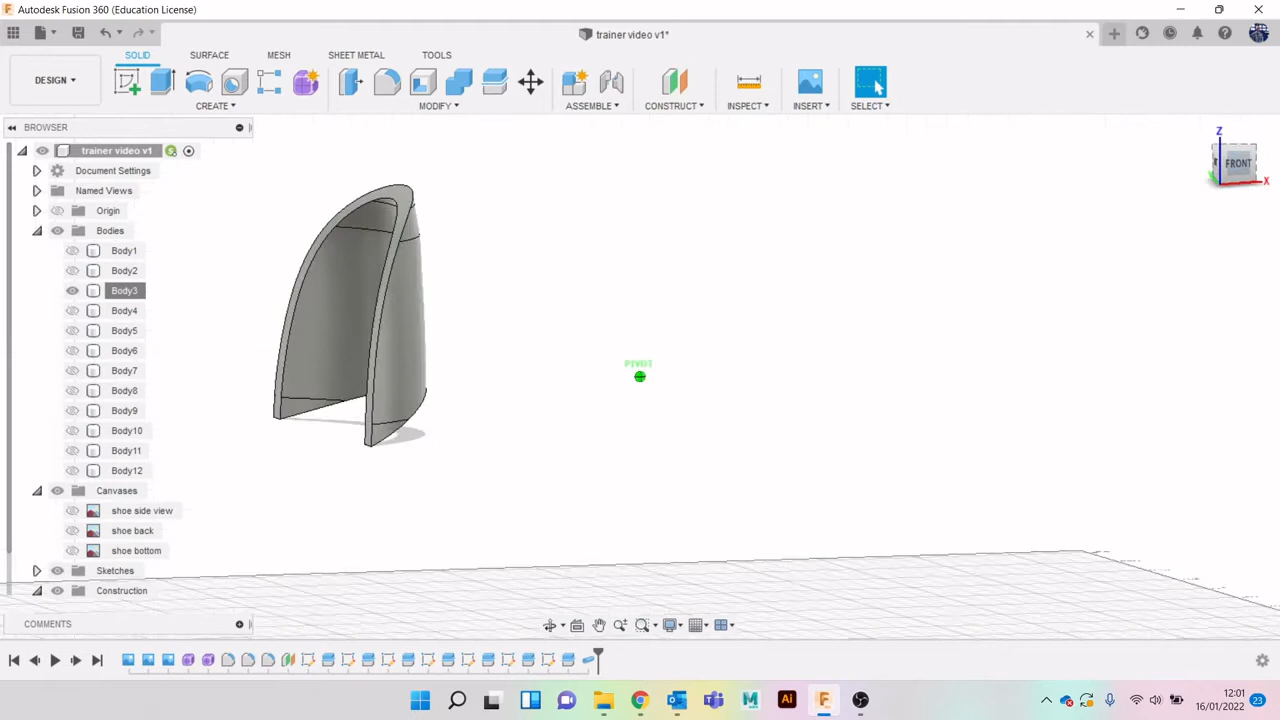 Autodesk Fusion 360 (Education License)
trainer video v1*
SOLID SURFACE MESH SHEET METAL TOOLS
DESIGN
CREATE MODIFY ASSEMBLE CONSTRUCT INSPECT INSERT SELECT
BROWSER
trainer video v1
Document Settings
Named Views
Origin
Bodies
Body1
Body2
Body3
Body4
Body5
Body6
Body7
Body8
Body9
Body10
Body11
Body12
Canvases
shoe side view
shoe back
shoe bottom
Sketches
Construction
COMMENTS
PIVOT
Z
FRONT
X
12:01
16/01/2022
23